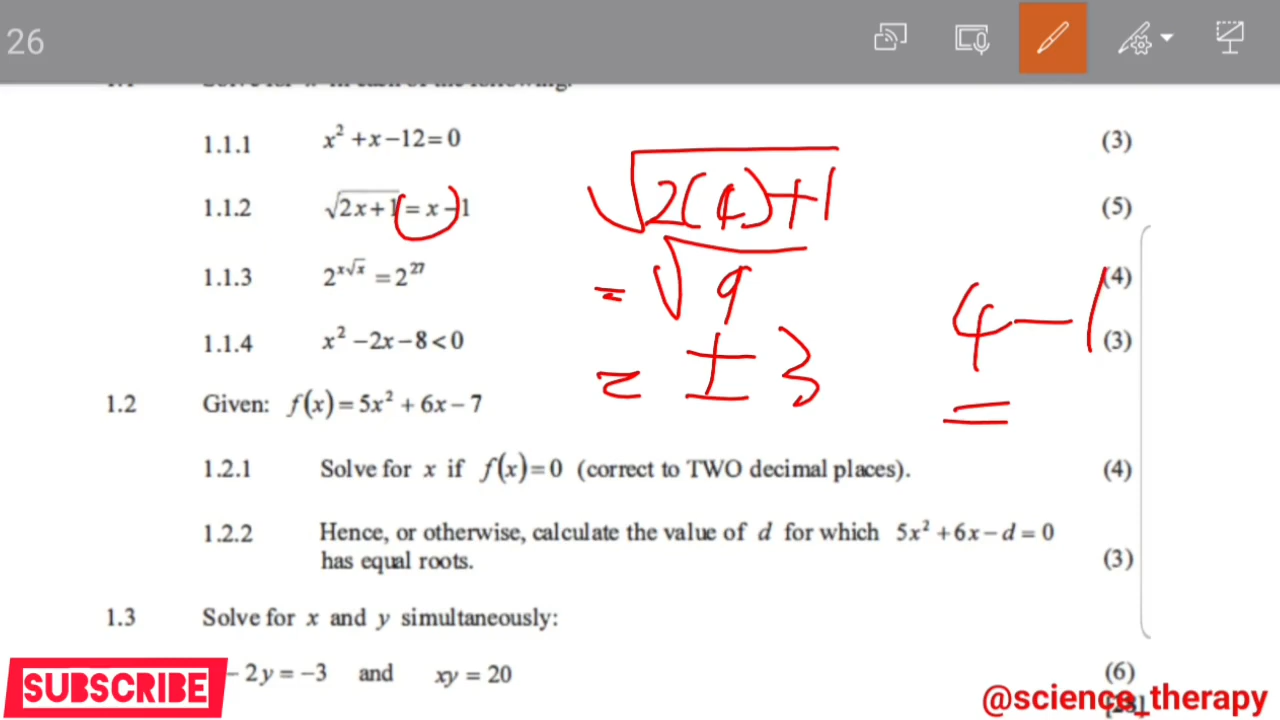 26
1.1.1 x² + x − 12 = 0 (3)
1.1.2 √(2x + 1) = x − 1 (5)
1.1.3 2^(x√x) = 2^27 (4)
1.1.4 x² − 2x − 8 < 0 (3)
√(2(4) + 1)
= √9
= ± 3
4 − 1
=
1.2 Given: f(x) = 5x² + 6x − 7
1.2.1 Solve for x if f(x) = 0 (correct to TWO decimal places). (4)
1.2.2 Hence, or otherwise, calculate the value of d for which 5x² + 6x − d = 0
has equal roots. (3)
1.3 Solve for x and y simultaneously:
− 2y = −3 and xy = 20 (6)
SUBSCRIBE
@science_therapy